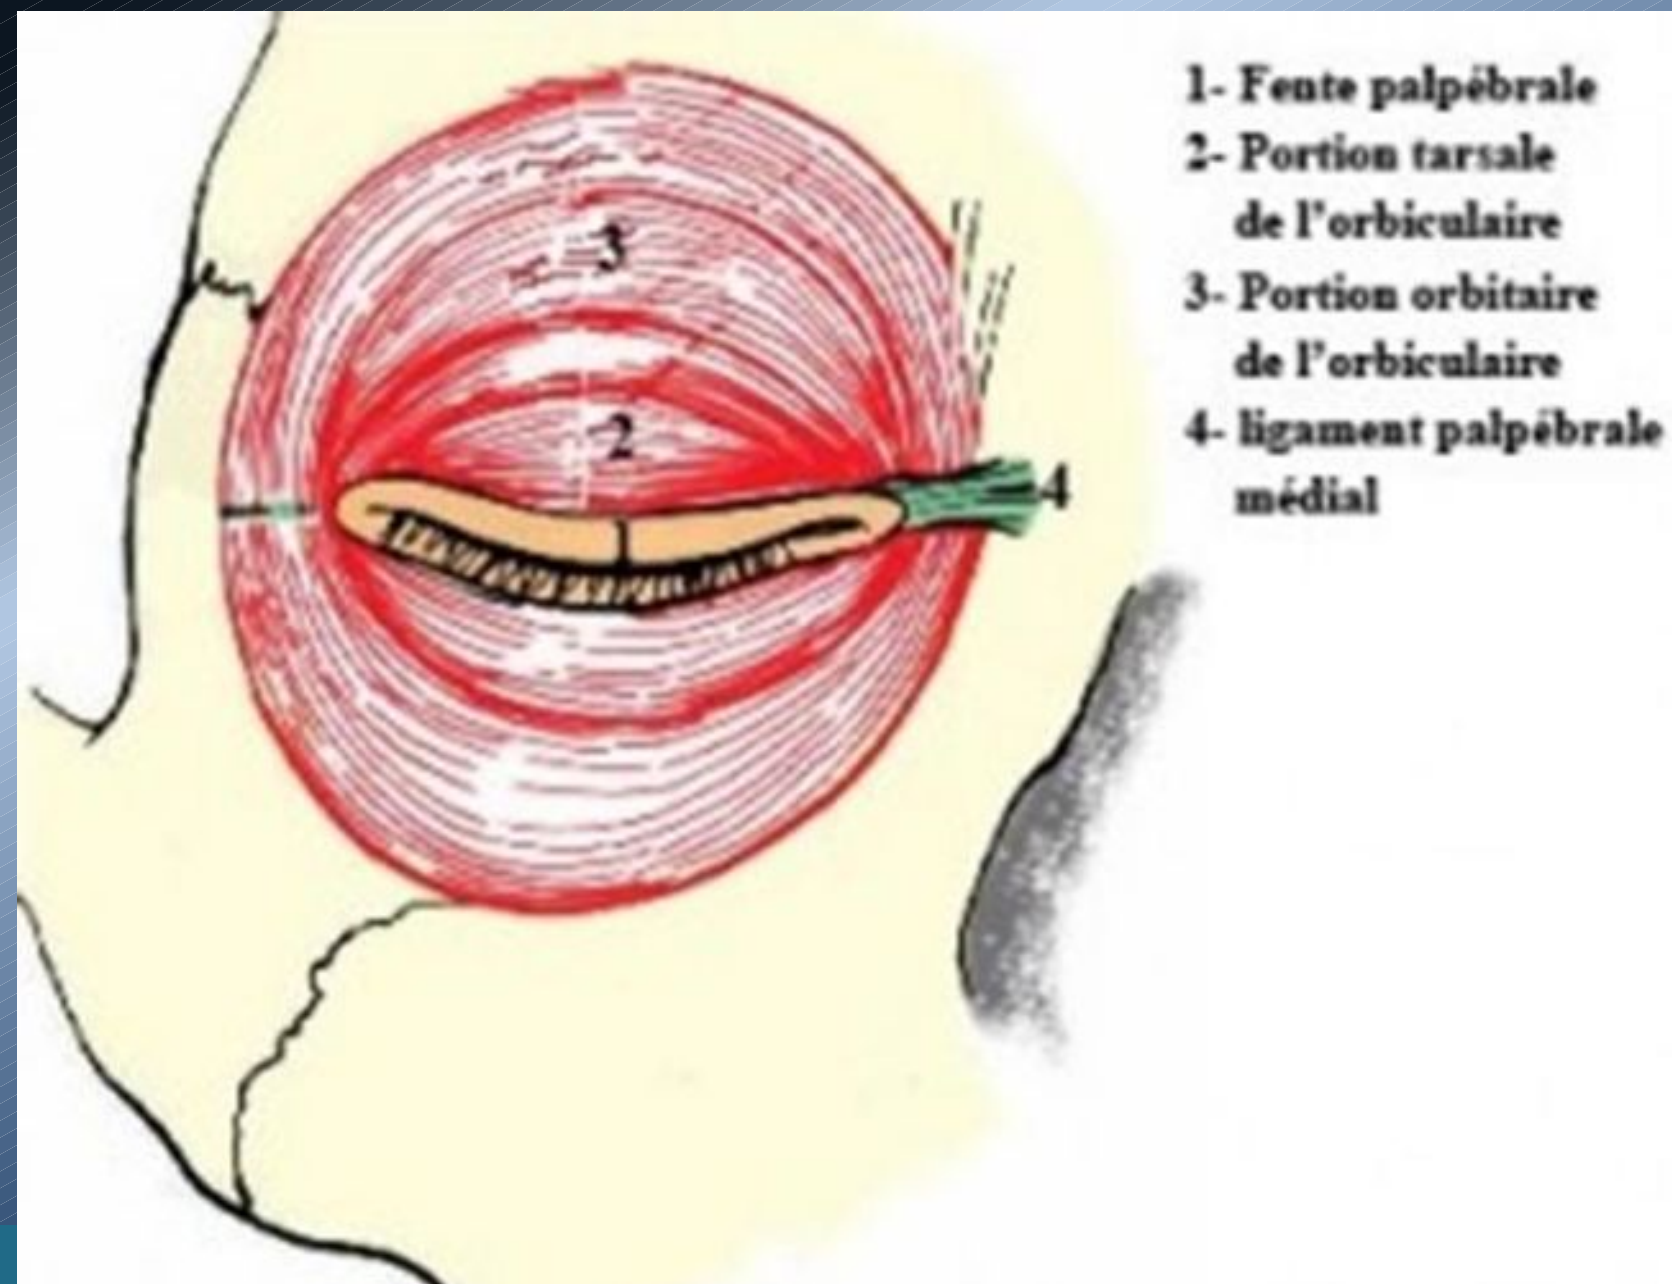 1- Fente palpébrale
2- Portion tarsale
de l'orbiculaire
3- Portion orbitaire
de l'orbiculaire
4- ligament palpébrale
médial
3
2
4